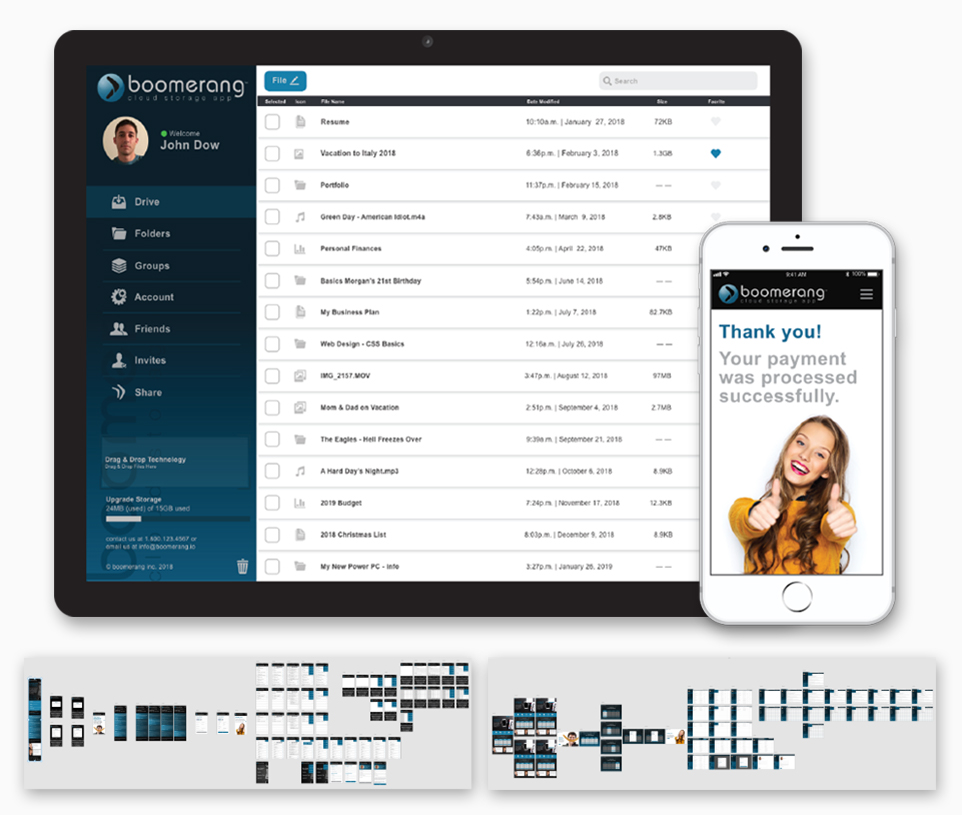 boomerang
cloud storage app
Welcome
John Dow
Drive
Folders
Groups
Account
Friends
Invites
Share
Drag & Drop Technology
Drag & Drop Files Here
Upgrade Storage
24MB (used) of 15GB used
contact us at 1.800.123.4567 or
email us at info@boomerang.io
© boomerang inc. 2018
File
Search
Selected Icon File Name Date Modified Size Favorite
Resume 10:10a.m. | January 27, 2018 72KB
Vacation to Italy 2018 6:36p.m. | February 3, 2018 1.3GB
Portfolio 11:37p.m. | February 15, 2018 — —
Green Day - American Idiot.m4a 7:43a.m. | March 9, 2018 2.8KB
Personal Finances 4:05p.m. | April 22, 2018 47KB
Basics Morgan's 21st Birthday 5:54p.m. | June 14, 2018 — —
My Business Plan 1:22p.m. | July 7, 2018 82.7KB
Web Design - CSS Basics 12:16a.m. | July 26, 2018 — —
IMG_2157.MOV 3:47p.m. | August 12, 2018 97MB
Mom & Dad on Vacation 2:51p.m. | September 4, 2018 2.7MB
The Eagles - Hell Freezes Over 9:39a.m. | September 21, 2018 — —
A Hard Day's Night.mp3 12:28p.m. | October 6, 2018 8.9KB
2019 Budget 7:24p.m. | November 17, 2018 12.3KB
2018 Christmas List 8:03p.m. | December 9, 2018 8.9KB
My New Power PC - info 3:27p.m. | January 26, 2019 — —
9:41 AM 100%
boomerang
cloud storage app
Thank you!
Your payment
was processed
successfully.